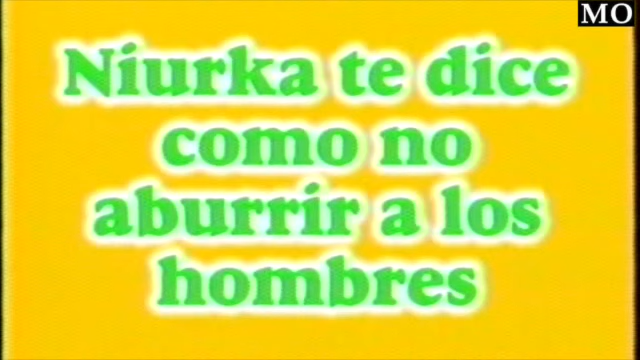 MO
Niurka te dice
como no
aburrir a los
hombres